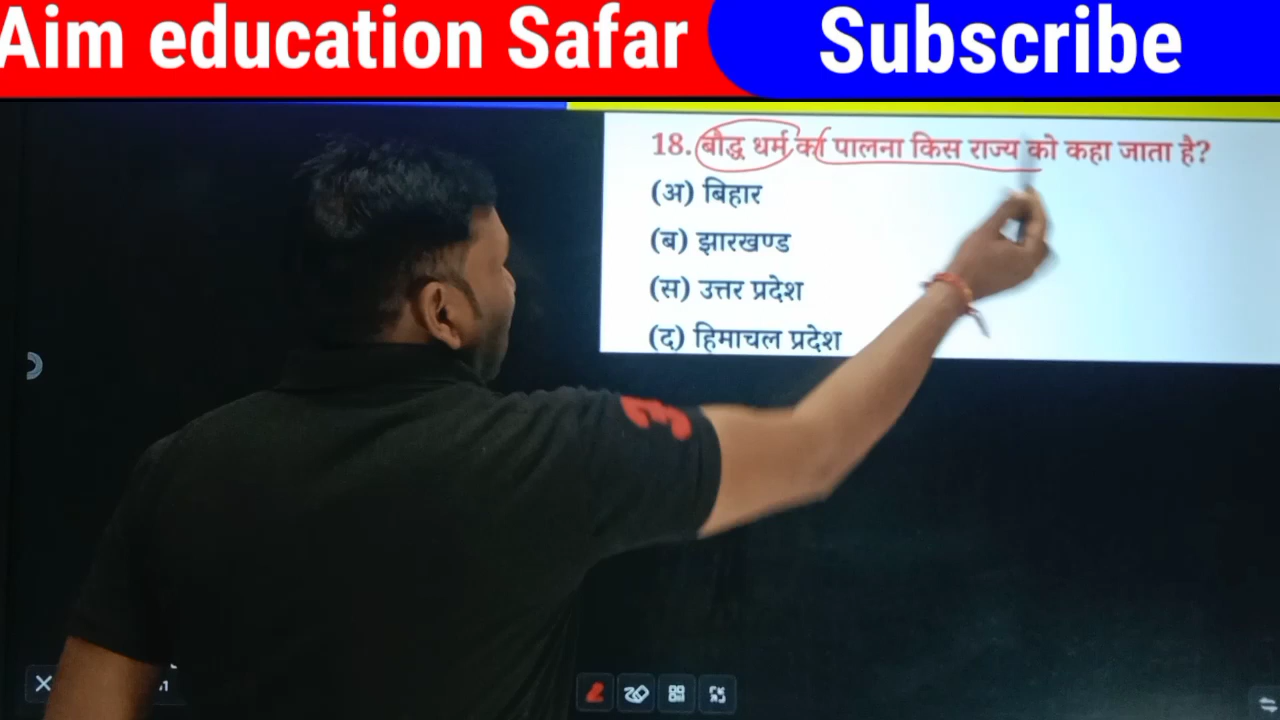 Aim education Safar
Subscribe
18. बौद्ध धर्म का पालना किस राज्य को कहा जाता है?
(अ) बिहार
(ब) झारखण्ड
(स) उत्तर प्रदेश
(द) हिमाचल प्रदेश